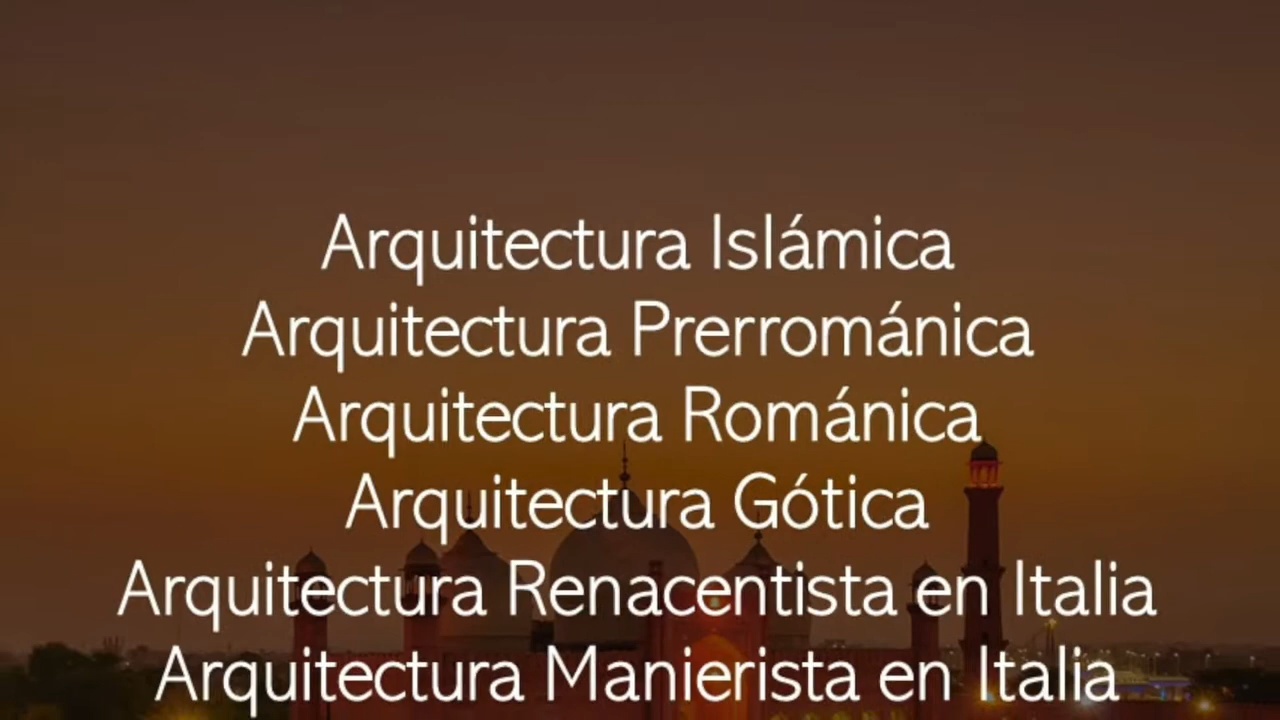 Arquitectura Islámica
Arquitectura Prerrománica
Arquitectura Románica
Arquitectura Gótica
Arquitectura Renacentista en Italia
Arquitectura Manierista en Italia